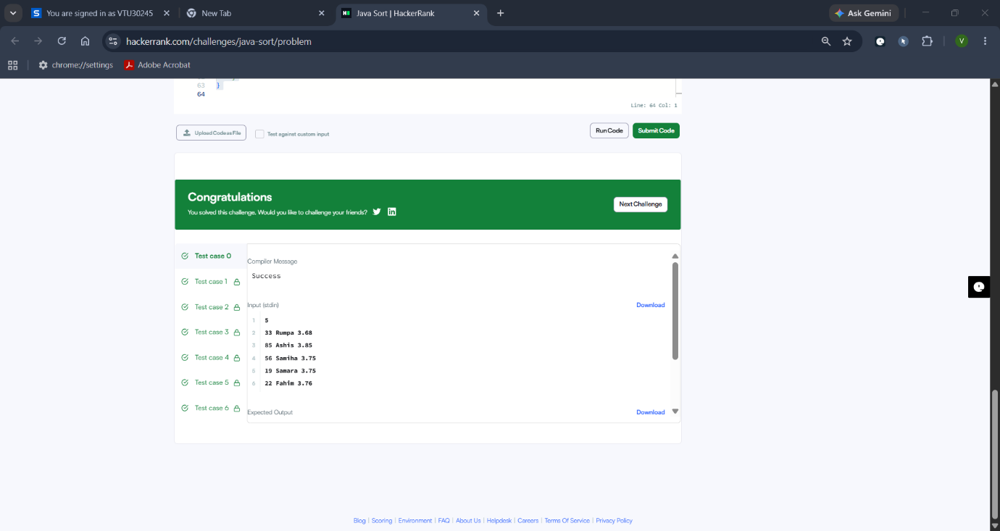 You are signed in as VTU30245
New Tab
Java Sort | HackerRank
Ask Gemini
hackerrank.com/challenges/java-sort/problem
V
chrome://settings
Adobe Acrobat
63 }
64
Line: 64 Col: 1
Upload Code as File
Test against custom input
Run Code
Submit Code
Congratulations
You solved this challenge. Would you like to challenge your friends?
Next Challenge
Test case 0
Test case 1
Test case 2
Test case 3
Test case 4
Test case 5
Test case 6
Compiler Message
Success
Input (stdin)
Download
1 5
2 33 Rumpa 3.68
3 85 Ashis 3.85
4 56 Samiha 3.75
5 19 Samara 3.75
6 22 Fahim 3.76
Expected Output
Download
Blog | Scoring | Environment | FAQ | About Us | Helpdesk | Careers | Terms Of Service | Privacy Policy